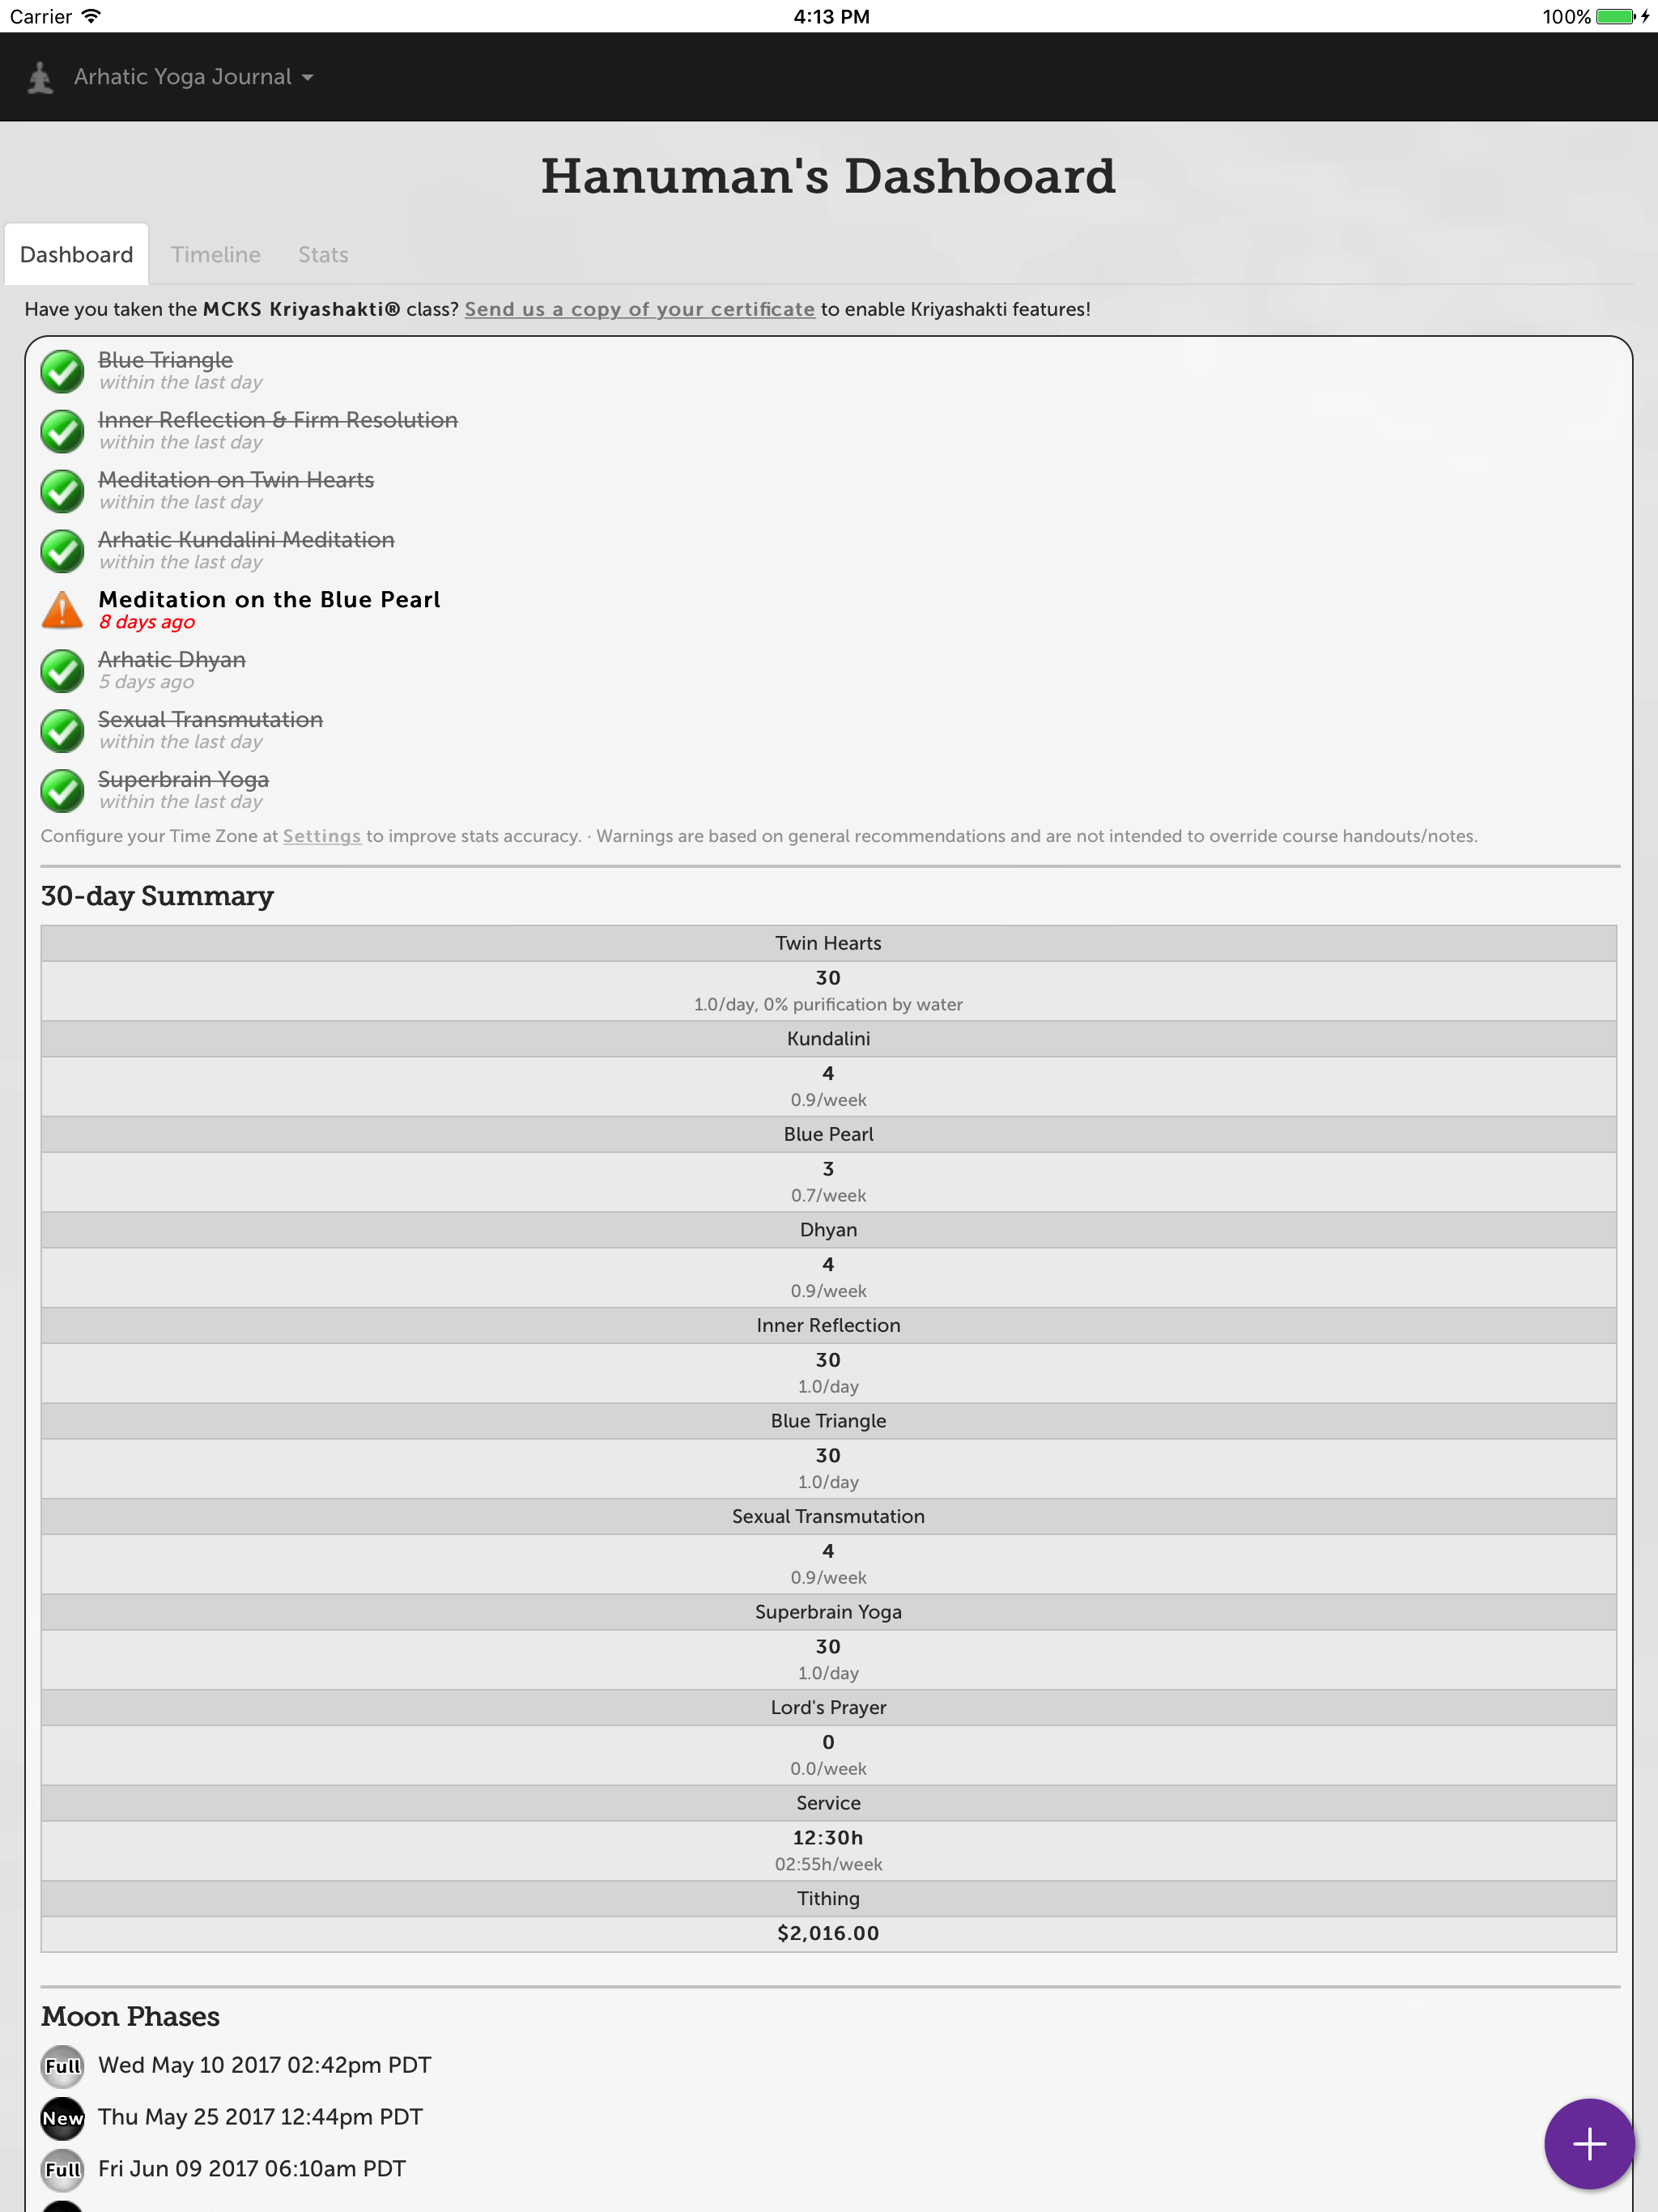 Carrier
4:13 PM
100%
Arhatic Yoga Journal
Hanuman's Dashboard
Dashboard
Timeline
Stats
Have you taken the MCKS Kriyashakti® class? Send us a copy of your certificate to enable Kriyashakti features!
Blue Triangle
within the last day
Inner Reflection & Firm Resolution
within the last day
Meditation on Twin Hearts
within the last day
Arhatic Kundalini Meditation
within the last day
Meditation on the Blue Pearl
8 days ago
Arhatic Dhyan
5 days ago
Sexual Transmutation
within the last day
Superbrain Yoga
within the last day
Configure your Time Zone at Settings to improve stats accuracy. · Warnings are based on general recommendations and are not intended to override course handouts/notes.
30-day Summary
Twin Hearts
30
1.0/day, 0% purification by water
Kundalini
4
0.9/week
Blue Pearl
3
0.7/week
Dhyan
4
0.9/week
Inner Reflection
30
1.0/day
Blue Triangle
30
1.0/day
Sexual Transmutation
4
0.9/week
Superbrain Yoga
30
1.0/day
Lord's Prayer
0
0.0/week
Service
12:30h
02:55h/week
Tithing
$2,016.00
Moon Phases
Full Wed May 10 2017 02:42pm PDT
New Thu May 25 2017 12:44pm PDT
Full Fri Jun 09 2017 06:10am PDT